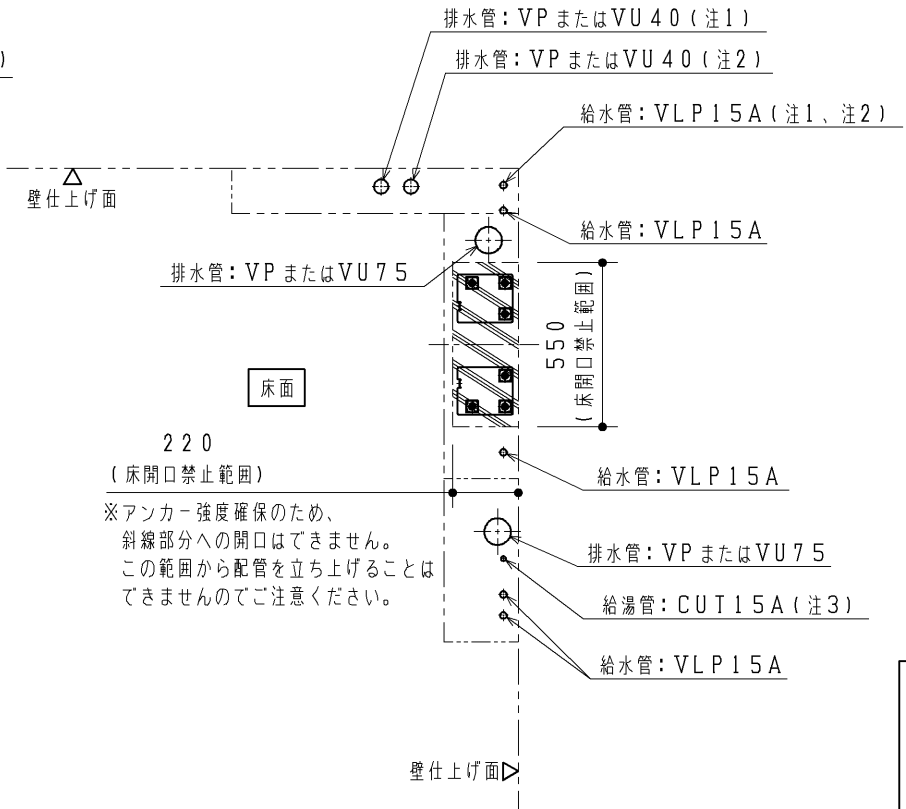 排水管：VPまたはVU40（注1）
排水管：VPまたはVU40（注2）
）
給水管：VLP15A（注1、注2）
壁仕上げ面
給水管：VLP15A
排水管：VPまたはVU75
550
（床開口禁止範囲）
床面
220
（床開口禁止範囲）
給水管：VLP15A
※アンカー強度確保のため、
斜線部分への開口はできません。
この範囲から配管を立ち上げることは
できませんのでご注意ください。
排水管：VPまたはVU75
給湯管：CUT15A（注3）
給水管：VLP15A
壁仕上げ面